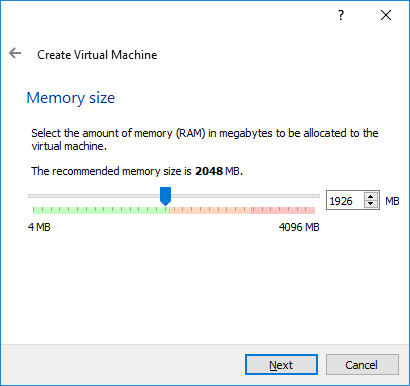 ?
Create Virtual Machine
Memory size
Select the amount of memory (RAM) in megabytes to be allocated to the
virtual machine.
The recommended memory size is 2048 MB.
1926 MB
4 MB 4096 MB
Next Cancel